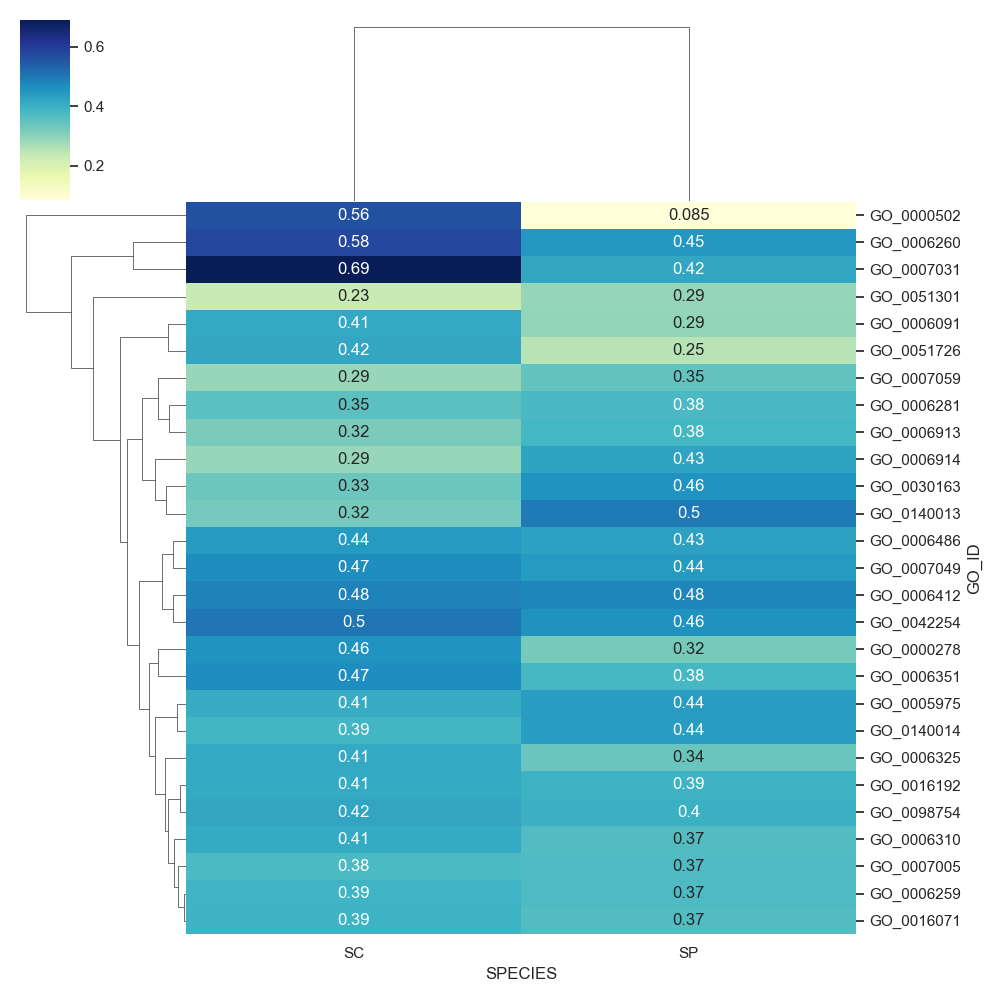 0.6
0.4
0.2
0.56 0.085 GO_0000502
0.58 0.45 GO_0006260
0.69 0.42 GO_0007031
0.23 0.29 GO_0051301
0.41 0.29 GO_0006091
0.42 0.25 GO_0051726
0.29 0.35 GO_0007059
0.35 0.38 GO_0006281
0.32 0.38 GO_0006913
0.29 0.43 GO_0006914
0.33 0.46 GO_0030163
0.32 0.5 GO_0140013
0.44 0.43 GO_0006486
0.47 0.44 GO_0007049
0.48 0.48 GO_0006412
0.5 0.46 GO_0042254
0.46 0.32 GO_0000278
0.47 0.38 GO_0006351
0.41 0.44 GO_0005975
0.39 0.44 GO_0140014
0.41 0.34 GO_0006325
0.41 0.39 GO_0016192
0.42 0.4 GO_0098754
0.41 0.37 GO_0006310
0.38 0.37 GO_0007005
0.39 0.37 GO_0006259
0.39 0.37 GO_0016071
GO_ID
SC SP
SPECIES